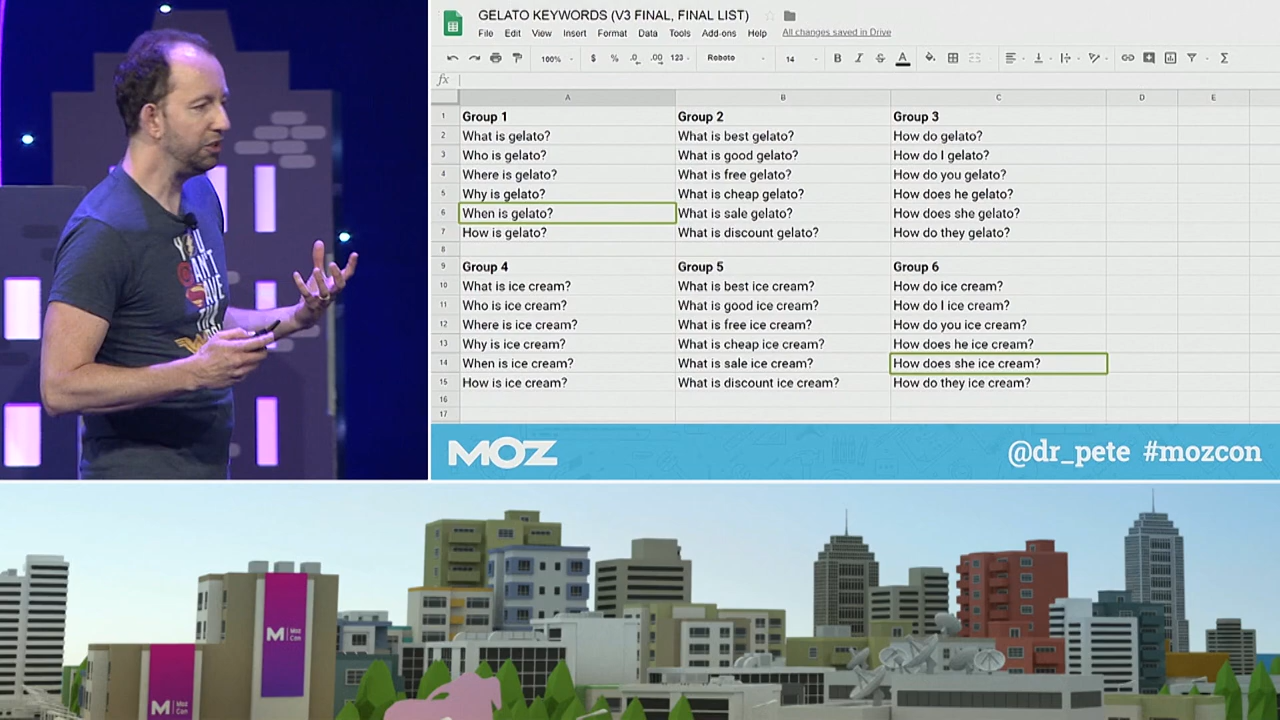 GELATO KEYWORDS (V3 FINAL, FINAL LIST)
File Edit View Insert Format Data Tools Add-ons Help All changes saved in Drive
100% $ % .0 .00 123 Roboto 14 B I S A Σ
fx
A B C D E
1 Group 1 Group 2 Group 3
2 What is gelato? What is best gelato? How do gelato?
3 Who is gelato? What is good gelato? How do I gelato?
4 Where is gelato? What is free gelato? How do you gelato?
5 Why is gelato? What is cheap gelato? How does he gelato?
6 When is gelato? What is sale gelato? How does she gelato?
7 How is gelato? What is discount gelato? How do they gelato?
8
9 Group 4 Group 5 Group 6
10 What is ice cream? What is best ice cream? How do ice cream?
11 Who is ice cream? What is good ice cream? How do I ice cream?
12 Where is ice cream? What is free ice cream? How do you ice cream?
13 Why is ice cream? What is cheap ice cream? How does he ice cream?
14 When is ice cream? What is sale ice cream? How does she ice cream?
15 How is ice cream? What is discount ice cream? How do they ice cream?
16
17
MOZ @dr_pete #mozcon
M Moz Con
M Moz Con